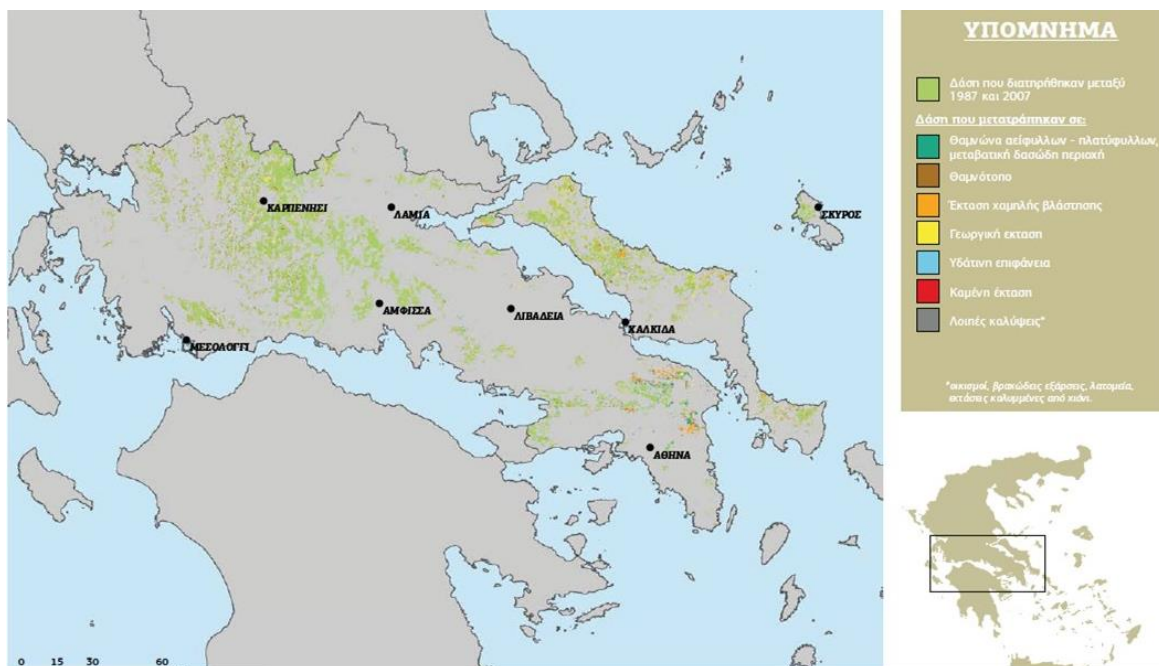 ΥΠΟΜΝΗΜΑ
Δάση που διατηρήθηκαν μεταξύ
1987 και 2007
Δάση που μετατράπηκαν σε:
Θαμνώνα αείφυλλων - πλατύφυλλων,
μεταβατική δασώδη περιοχή
Θαμνότοπο
Έκταση χαμηλής βλάστησης
Γεωργική έκταση
Υδάτινη επιφάνεια
Καμένη έκταση
Λοιπές καλύψεις*
*οικισμοί, βραχώδεις εξάρσεις, λατομεία,
εκτάσεις καλυμμένες από χιόνι.
ΚΑΡΠΕΝΗΣΙ
ΛΑΜΙΑ
ΣΚΥΡΟΣ
ΑΜΦΙΣΣΑ
ΛΙΒΑΔΕΙΑ
ΧΑΛΚΙΔΑ
ΜΕΣΟΛΟΓΓΙ
ΑΘΗΝΑ
0 15 30 60